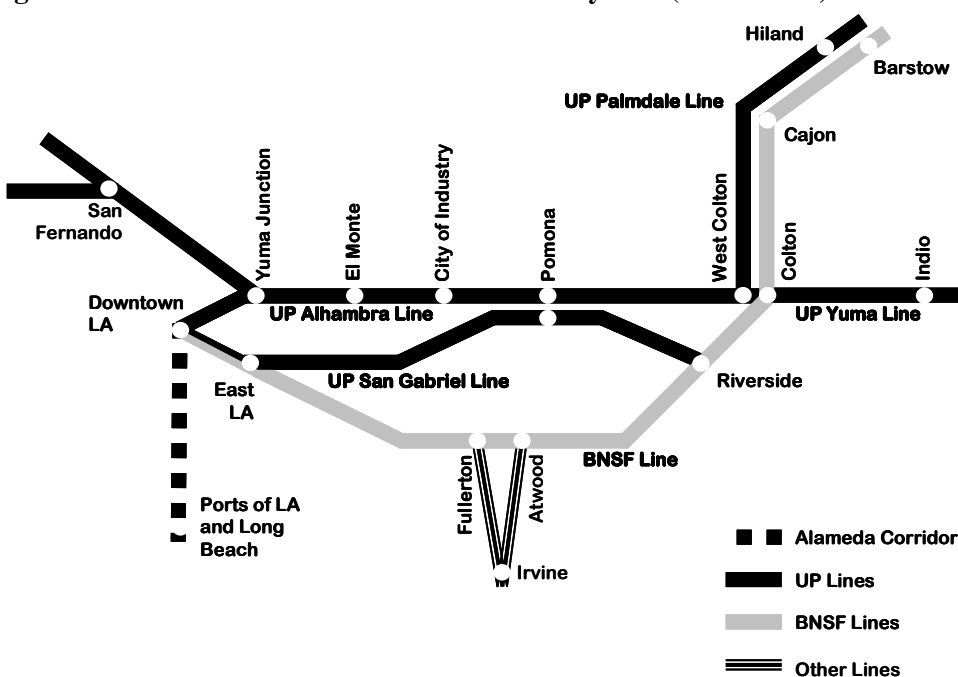 Hiland
Barstow
UP Palmdale Line
Cajon
San
Fernando
Yuma Junction
El Monte
City of Industry
Pomona
West Colton
Colton
Indio
Downtown
LA
UP Alhambra Line
UP Yuma Line
UP San Gabriel Line
Riverside
East
LA
BNSF Line
Fullerton
Atwood
Ports of LA
and Long
Beach
Irvine
Alameda Corridor
UP Lines
BNSF Lines
Other Lines